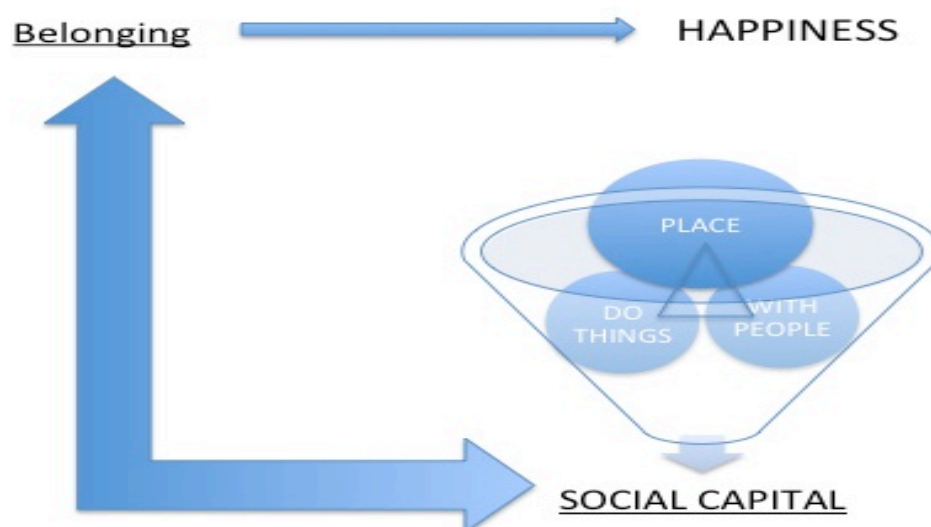 Belonging
HAPPINESS
PLACE
DO
THINGS
WITH
PEOPLE
SOCIAL CAPITAL